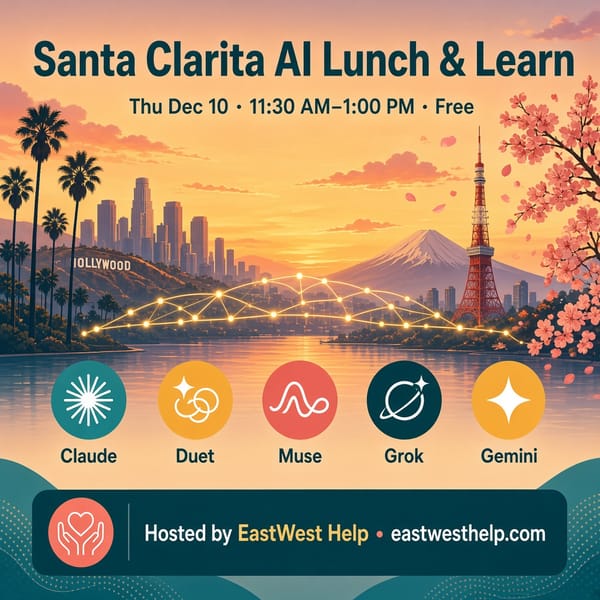 Santa Clarita AI Lunch & Learn
Thu Dec 10 • 11:30 AM–1:00 PM • Free
HOLLYWOOD
Claude
Duet
Muse
Grok
Gemini
Hosted by EastWest Help • eastwesthelp.com